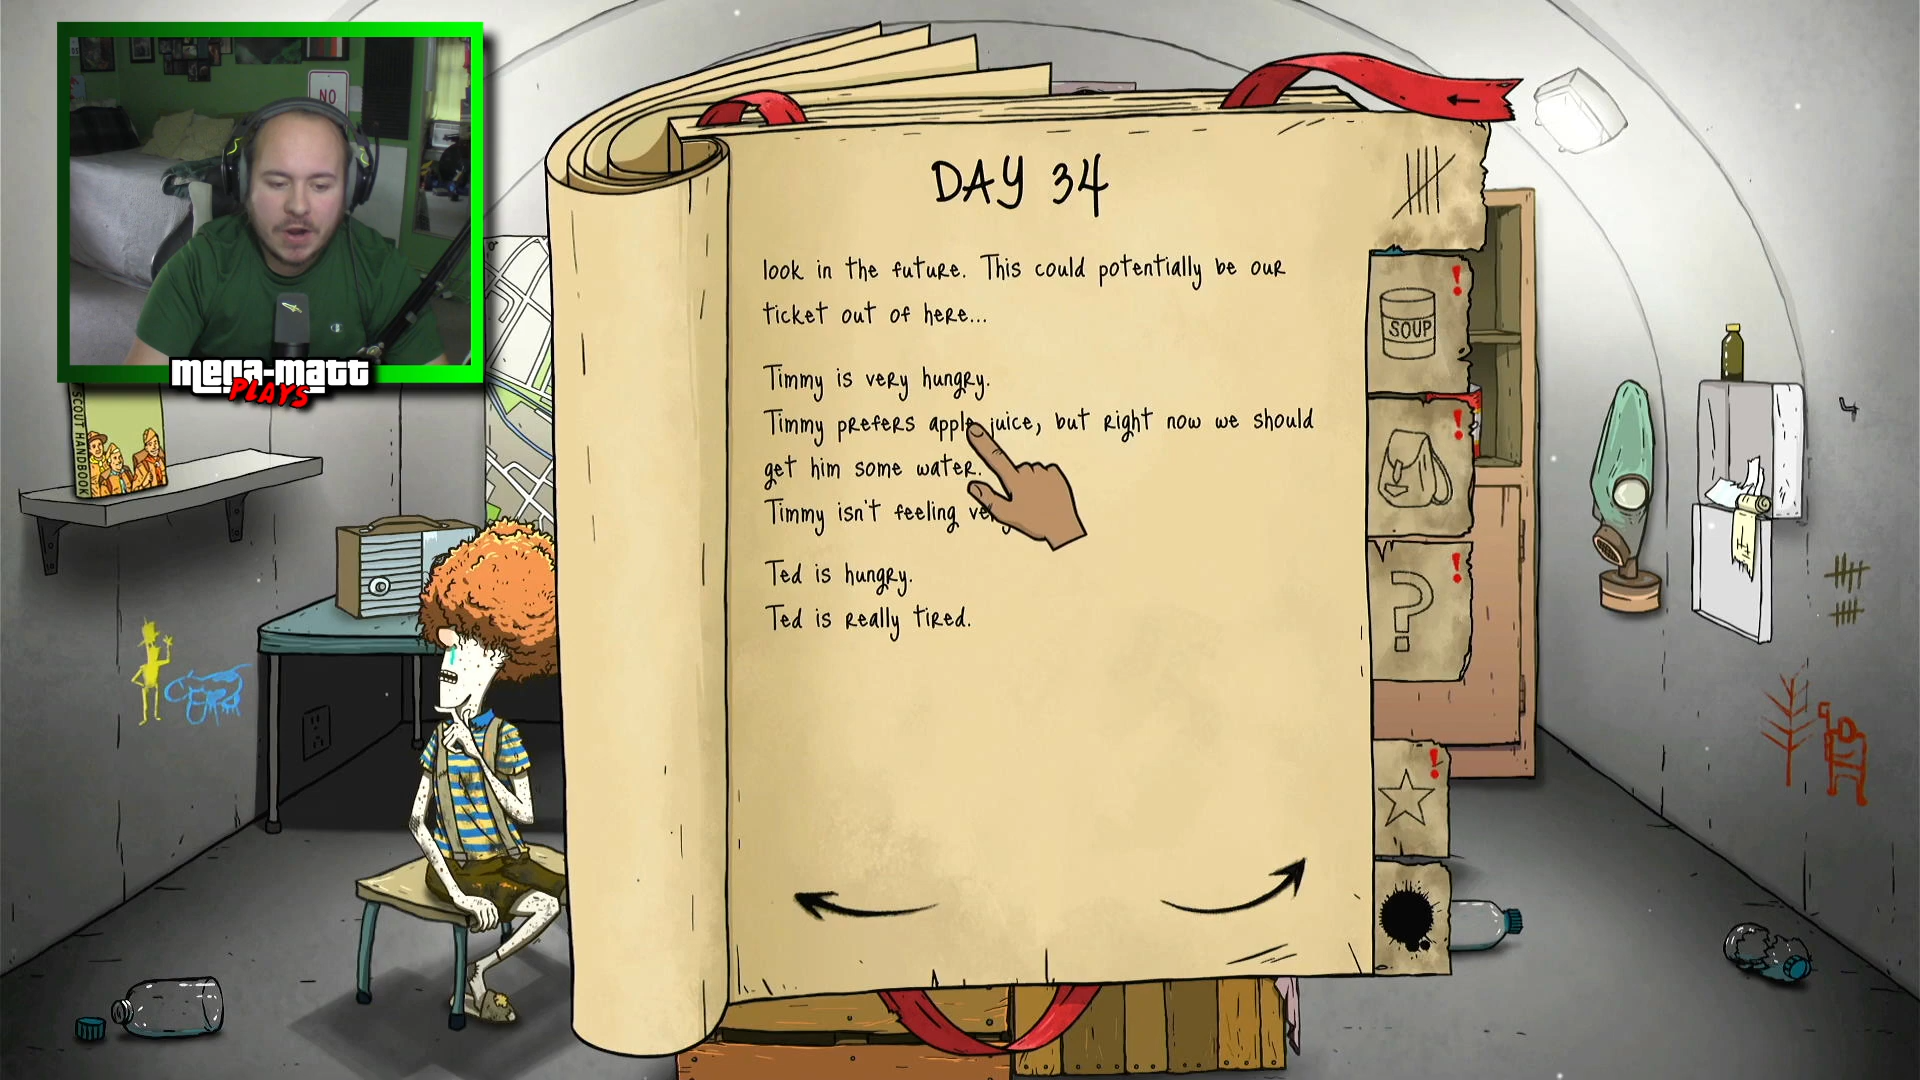 NO
mega-matt
PLAYS
SCOUT HANDBOOK
DAY 34
look in the future. This could potentially be our
ticket out of here...
Timmy is very hungry.
Timmy prefers apple juice, but right now we should
get him some water.
Timmy isn't feeling
Ted is hungry.
Ted is really tired.
SOUP
!
!
!
?
!